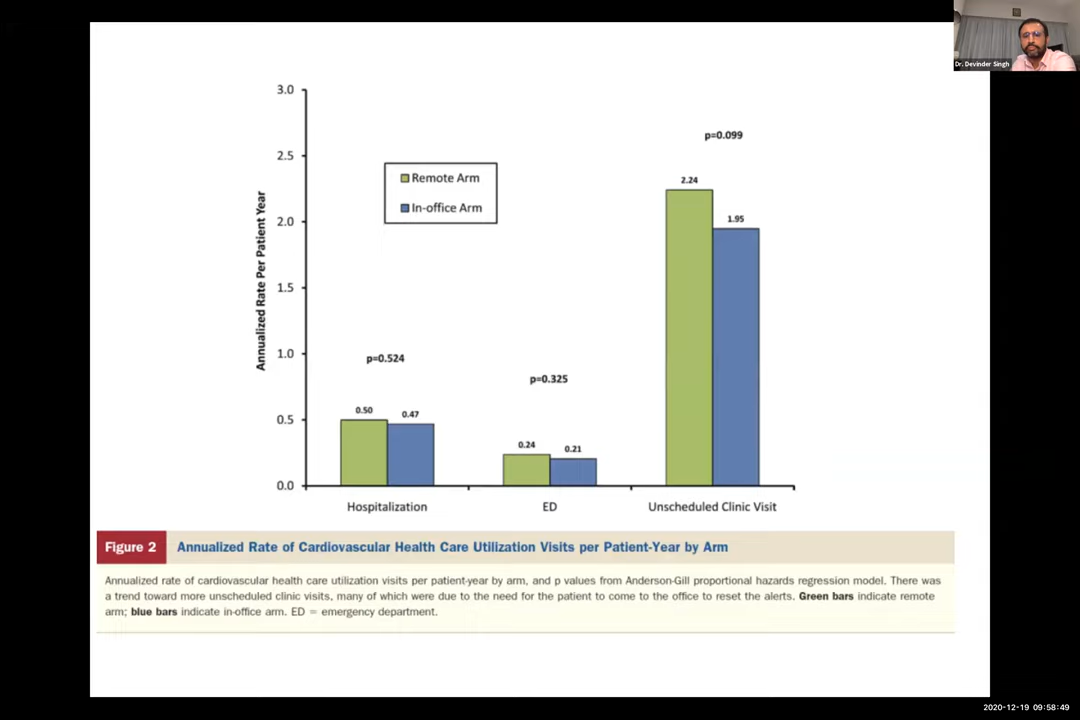 Dr. Devinder Singh
3.0
2.5
2.0
1.5
1.0
0.5
0.0
Annualized Rate Per Patient Year
Remote Arm
In-office Arm
p=0.524
p=0.325
p=0.099
0.50
0.47
0.24
0.21
2.24
1.95
Hospitalization
ED
Unscheduled Clinic Visit
Figure 2
Annualized Rate of Cardiovascular Health Care Utilization Visits per Patient-Year by Arm
Annualized rate of cardiovascular health care utilization visits per patient-year by arm, and p values from Anderson-Gill proportional hazards regression model. There was
a trend toward more unscheduled clinic visits, many of which were due to the need for the patient to come to the office to reset the alerts. Green bars indicate remote
arm; blue bars indicate in-office arm. ED = emergency department.
2020-12-19 09:58:49